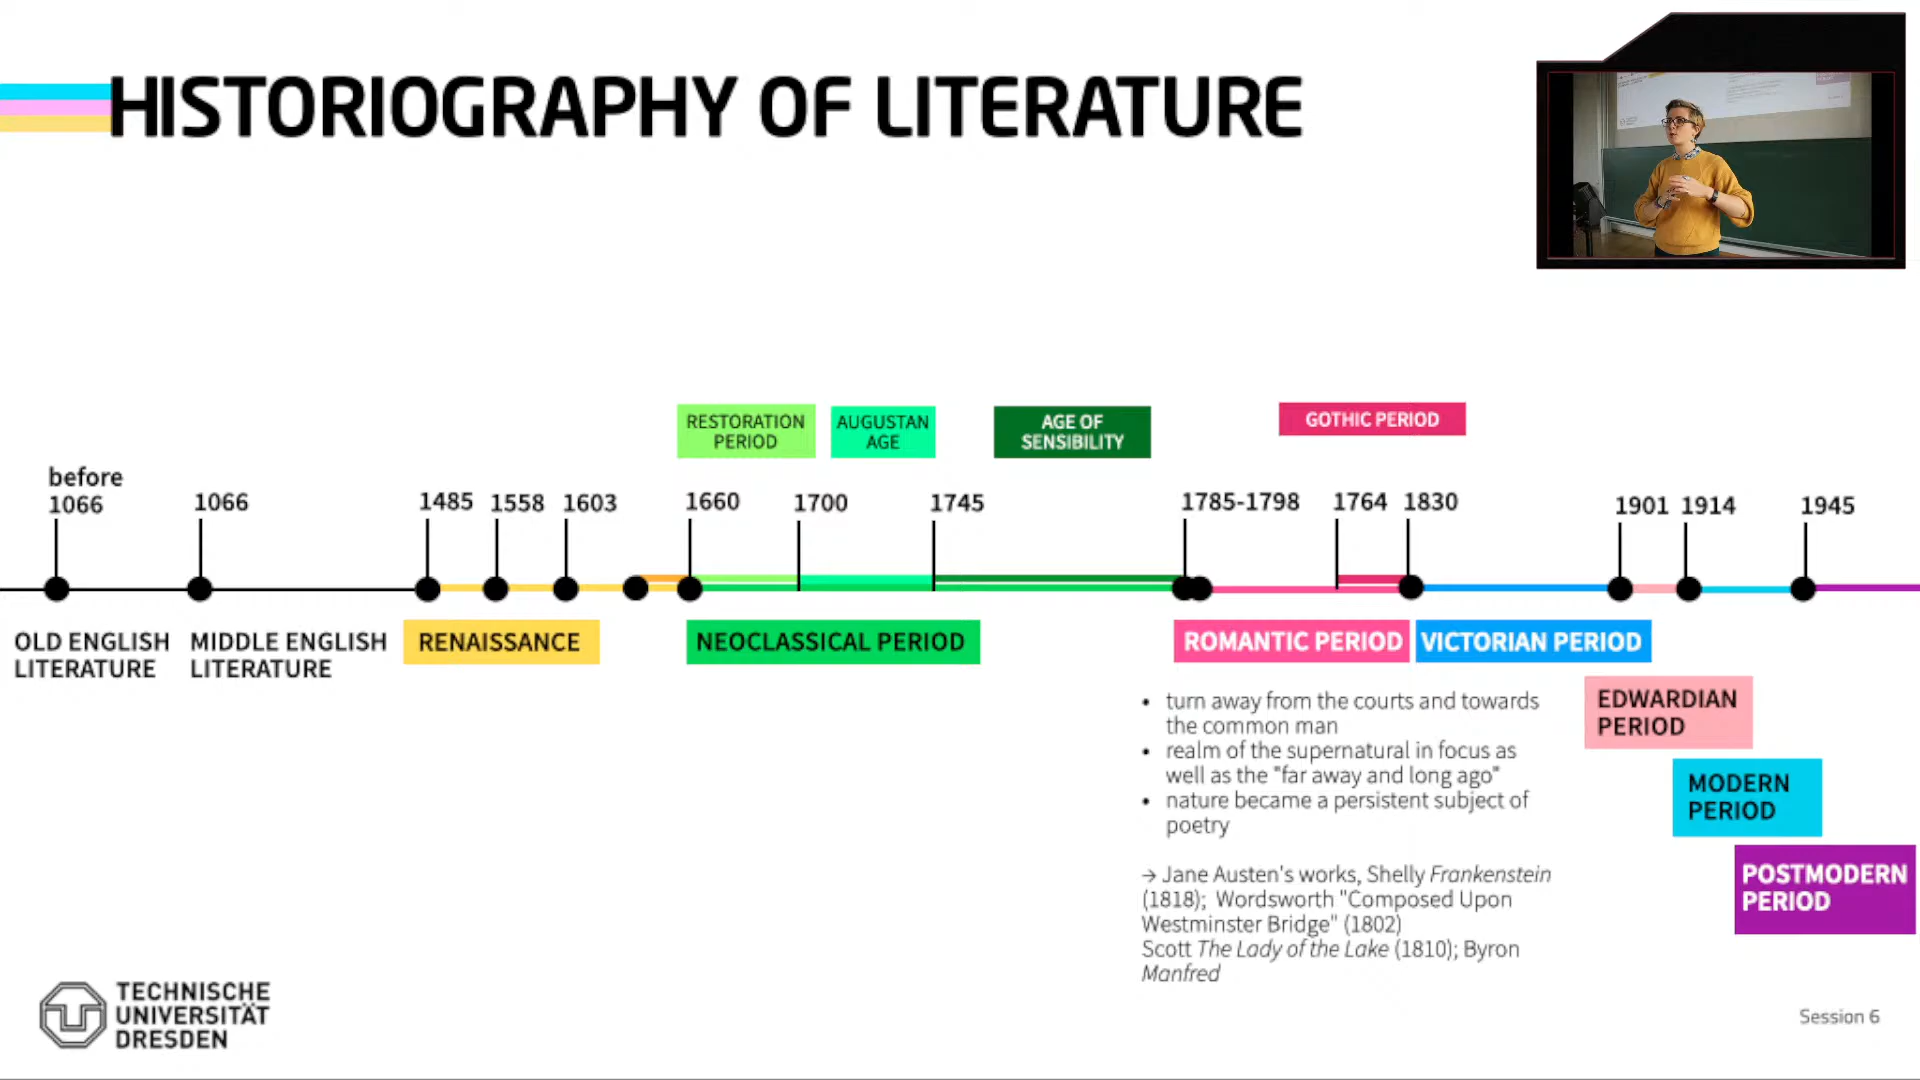 HISTORIOGRAPHY OF LITERATURE
RESTORATION
PERIOD
AUGUSTAN
AGE
AGE OF
SENSIBILITY
GOTHIC PERIOD
before
1066
1066
1485
1558
1603
1660
1700
1745
1785-1798
1764
1830
1901
1914
1945
OLD ENGLISH
LITERATURE
MIDDLE ENGLISH
LITERATURE
RENAISSANCE
NEOCLASSICAL PERIOD
ROMANTIC PERIOD
VICTORIAN PERIOD
EDWARDIAN
PERIOD
MODERN
PERIOD
POSTMODERN
PERIOD
• turn away from the courts and towards
the common man
• realm of the supernatural in focus as
well as the "far away and long ago"
• nature became a persistent subject of
poetry
→ Jane Austen's works, Shelly Frankenstein
(1818); Wordsworth "Composed Upon
Westminster Bridge" (1802)
Scott The Lady of the Lake (1810); Byron
Manfred
TECHNISCHE
UNIVERSITÄT
DRESDEN
Session 6